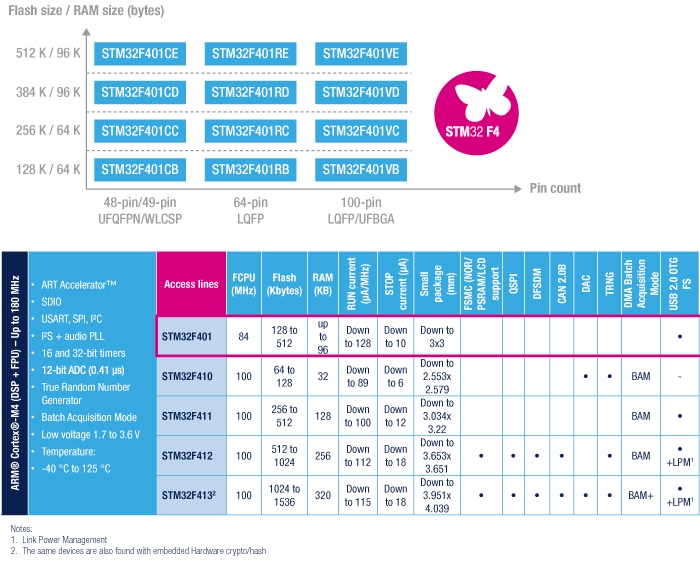 Flash size / RAM size (bytes)
512 K / 96 K STM32F401CE STM32F401RE STM32F401VE
384 K / 96 K STM32F401CD STM32F401RD STM32F401VD
256 K / 64 K STM32F401CC STM32F401RC STM32F401VC
128 K / 64 K STM32F401CB STM32F401RB STM32F401VB
STM32 F4
Pin count
48-pin/49-pin 64-pin 100-pin
UFQFPN/WLCSP LQFP LQFP/UFBGA
ARM® Cortex®-M4 (DSP + FPU) – Up to 180 MHz
• ART Accelerator™
• SDIO
• USART, SPI, I²C
• I²S + audio PLL
• 16 and 32-bit timers
• 12-bit ADC (0.41 µs)
• True Random Number
Generator
• Batch Acquisition Mode
• Low voltage 1.7 to 3.6 V
• Temperature:
-40 °C to 125 °C
Access lines
FCPU
(MHz)
Flash
(Kbytes)
RAM
(KB)
RUN current
(µA/MHz)
STOP
current (µA)
Small
package
(mm)
FSMC (NOR/
PSRAM/LCD
support
QSPI
DFSDM
CAN 2.0B
DAC
TRNG
DMA Batch
Acquisition
Mode
USB 2.0 OTG
FS
STM32F401
84
128 to
512
up
to
96
Down
to 128
Down
to 10
Down to
3x3
•
STM32F410
100
64 to
128
32
Down
to 89
Down
to 6
Down to
2.553x
2.579
•
•
BAM
-
STM32F411
100
256 to
512
128
Down
to 100
Down
to 12
Down to
3.034x
3.22
BAM
•
STM32F412
100
512 to
1024
256
Down
to 112
Down
to 18
Down to
3.653x
3.651
•
•
•
•
•
BAM
•
+LPM¹
STM32F413²
100
1024 to
1536
320
Down
to 115
Down
to 18
Down to
3.951x
4.039
•
•
•
•
•
•
BAM+
•
+LPM¹
Notes:
1. Link Power Management
2. The same devices are also found with embedded Hardware crypto/hash